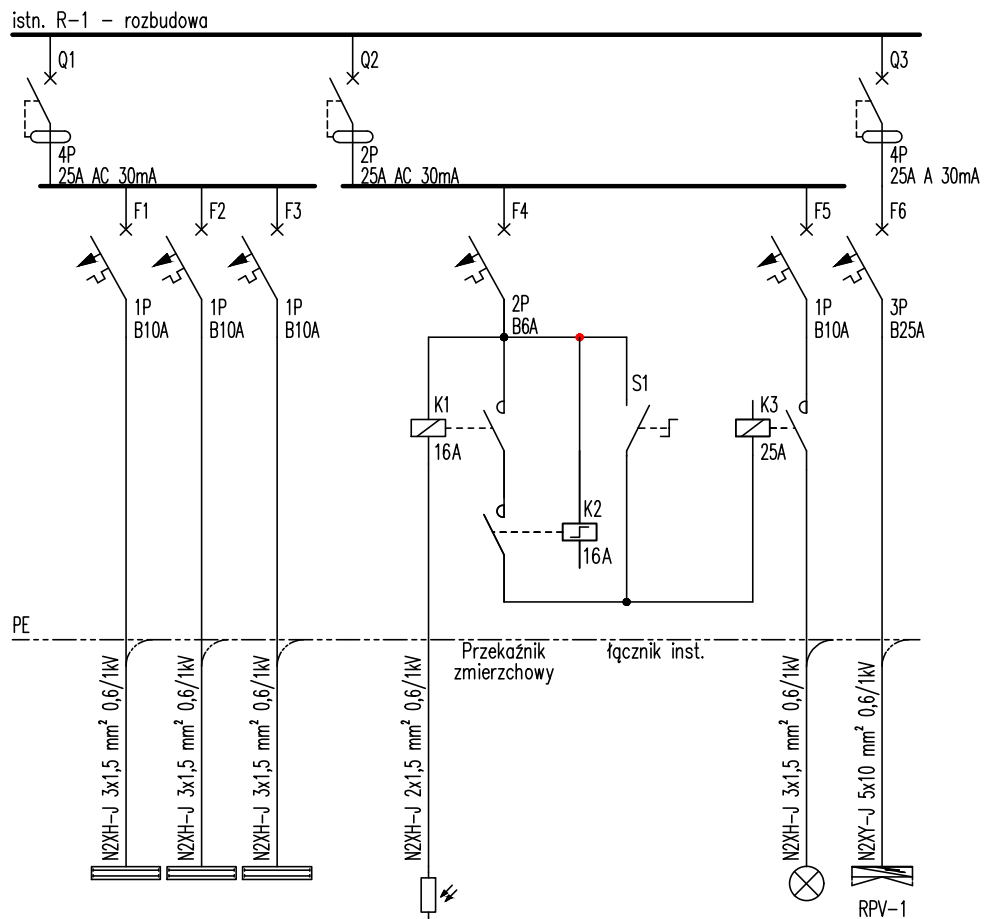 istn. R-1 - rozbudowa
Q1
Q2
Q3
4P
25A AC 30mA
2P
25A AC 30mA
4P
25A A 30mA
F1
F2
F3
F4
F5
F6
1P
B10A
1P
B10A
1P
B10A
2P
B6A
1P
B10A
3P
B25A
S1
K1
16A
K3
25A
K2
16A
PE
Przekaźnik
zmierzchowy
łącznik inst.
N2XH-J 3x1,5 mm² 0,6/1kV
N2XH-J 3x1,5 mm² 0,6/1kV
N2XH-J 3x1,5 mm² 0,6/1kV
N2XH-J 2x1,5 mm² 0,6/1kV
N2XH-J 3x1,5 mm² 0,6/1kV
N2XY-J 5x10 mm² 0,6/1kV
RPV-1